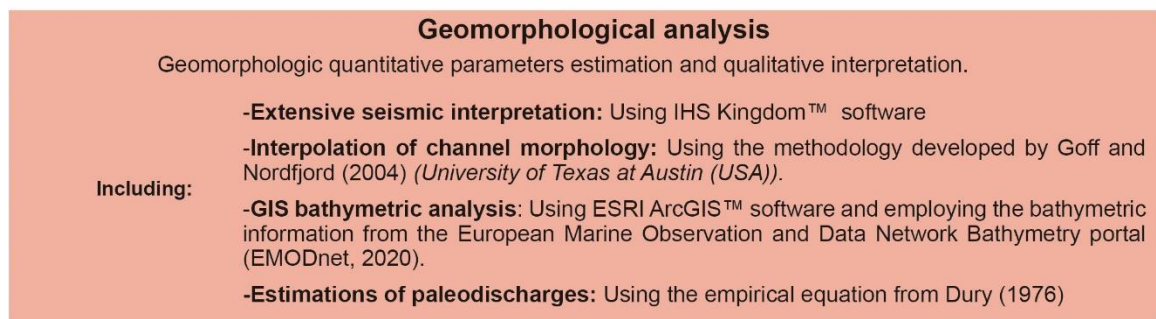 Geomorphological analysis
Geomorphologic quantitative parameters estimation and qualitative interpretation.
Including:
-Extensive seismic interpretation: Using IHS Kingdom™ software
-Interpolation of channel morphology: Using the methodology developed by Goff and
Nordfjord (2004) (University of Texas at Austin (USA)).
-GIS bathymetric analysis: Using ESRI ArcGIS™ software and employing the bathymetric
information from the European Marine Observation and Data Network Bathymetry portal
(EMODnet, 2020).
-Estimations of paleodischarges: Using the empirical equation from Dury (1976)